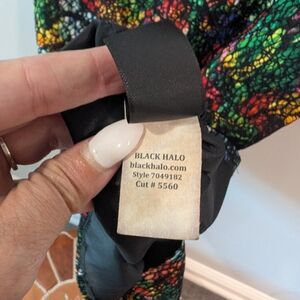 BLACK HALO
blackhalo.com
Style 7049182
Cut # 5560